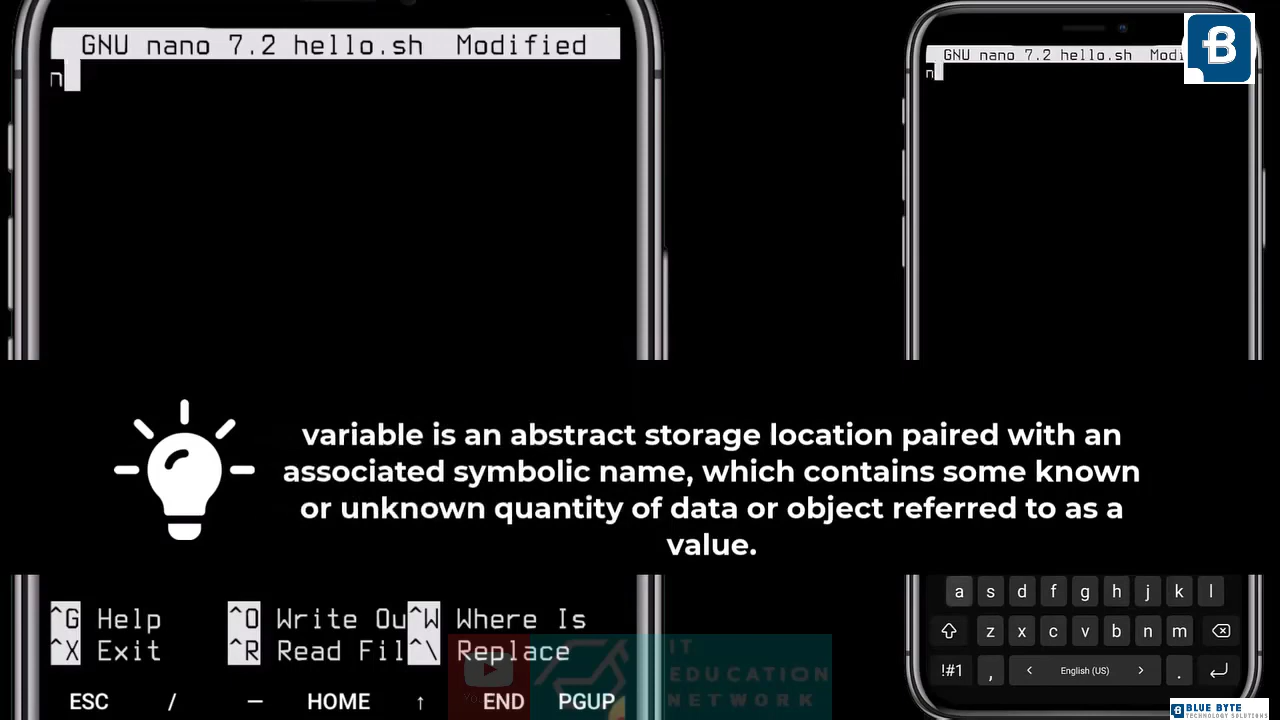 GNU nano 7.2 hello.sh Modified
n
GNU nano 7.2 hello.sh
n
B
variable is an abstract storage location paired with an
associated symbolic name, which contains some known
or unknown quantity of data or object referred to as a
value.
^G Help ^O Write Ou ^W Where Is
^X Exit ^R Read Fil ^\ Replace
ESC / — HOME ↑ END PGUP
IT
EDUCATION
NETWORK
a s d f g h j k l
z x c v b n m
!#1 , < English (US) > .
BLUE BYTE
TECHNOLOGY SOLUTIONS